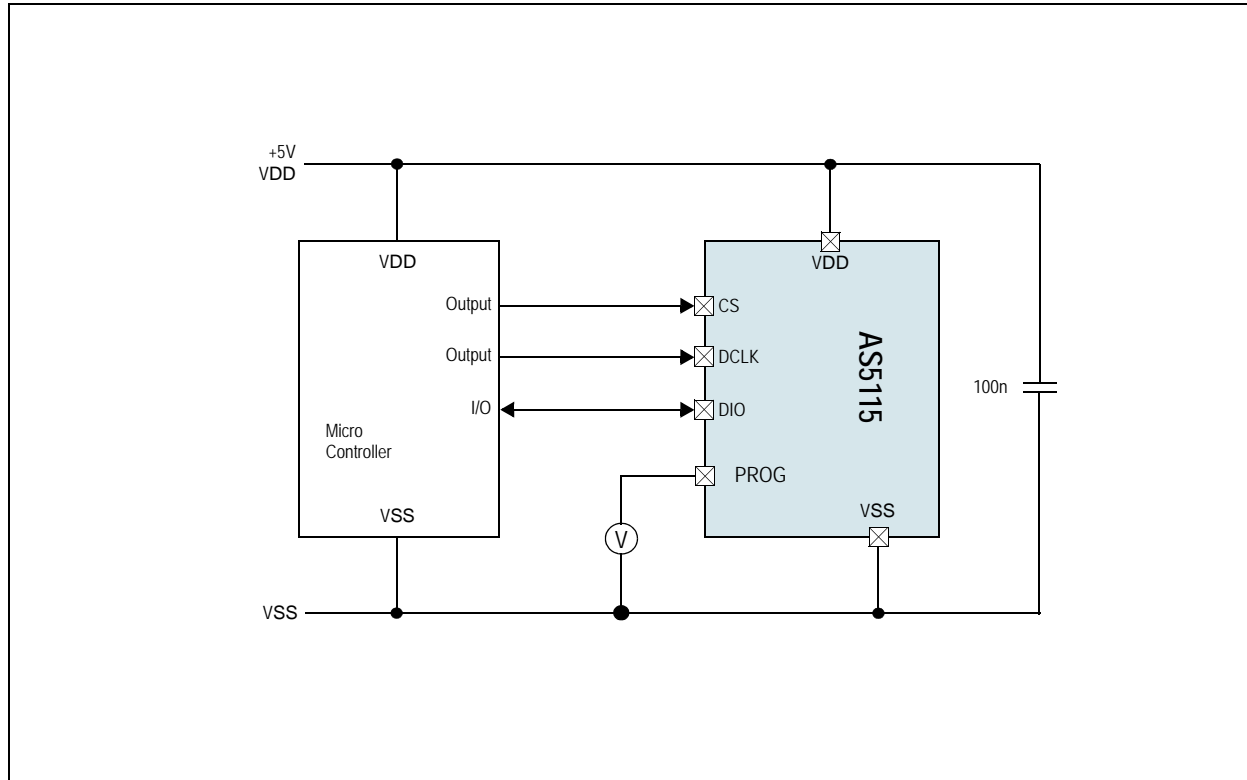 +5V
VDD
VDD
Output
Output
I/O
Micro
Controller
VSS
VDD
CS
DCLK
DIO
PROG
VSS
AS5115
100n
V
VSS